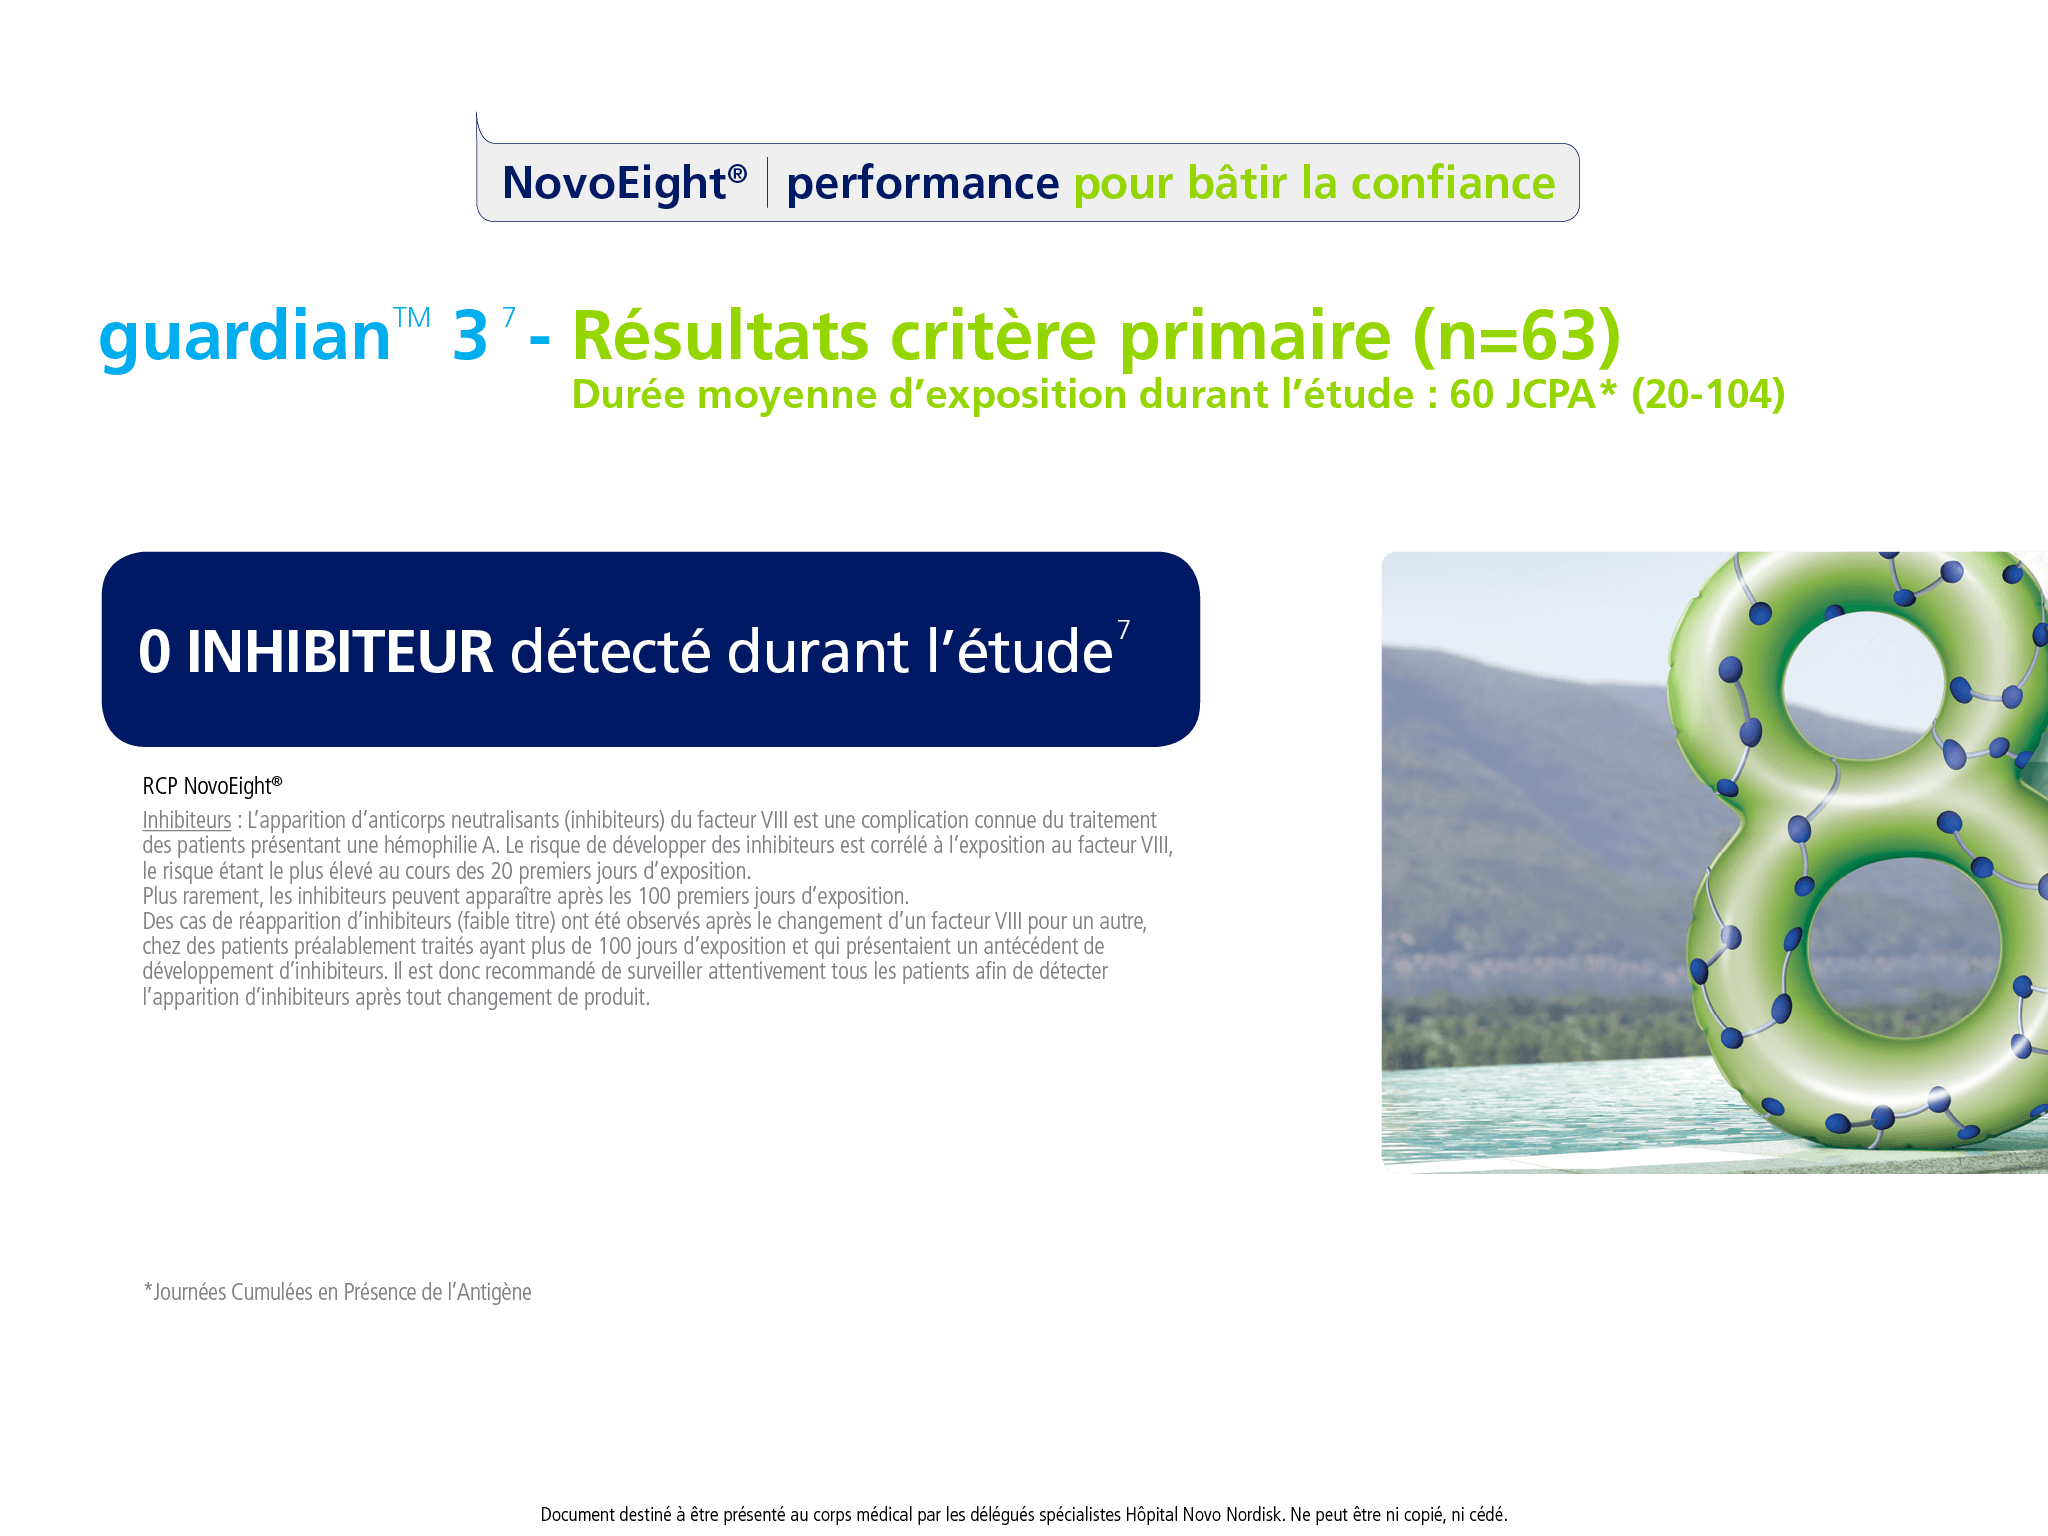 NovoEight® | performance pour bâtir la confiance
guardian™ 3 7 - Résultats critère primaire (n=63)
Durée moyenne d’exposition durant l’étude : 60 JCPA* (20-104)
0 INHIBITEUR détecté durant l’étude7
RCP NovoEight®
Inhibiteurs : L’apparition d’anticorps neutralisants (inhibiteurs) du facteur VIII est une complication connue du traitement
des patients présentant une hémophilie A. Le risque de développer des inhibiteurs est corrélé à l’exposition au facteur VIII,
le risque étant le plus élevé au cours des 20 premiers jours d’exposition.
Plus rarement, les inhibiteurs peuvent apparaître après les 100 premiers jours d’exposition.
Des cas de réapparition d’inhibiteurs (faible titre) ont été observés après le changement d’un facteur VIII pour un autre,
chez des patients préalablement traités ayant plus de 100 jours d’exposition et qui présentaient un antécédent de
développement d’inhibiteurs. Il est donc recommandé de surveiller attentivement tous les patients afin de détecter
l’apparition d’inhibiteurs après tout changement de produit.
*Journées Cumulées en Présence de l’Antigène
Document destiné à être présenté au corps médical par les délégués spécialistes Hôpital Novo Nordisk. Ne peut être ni copié, ni cédé.